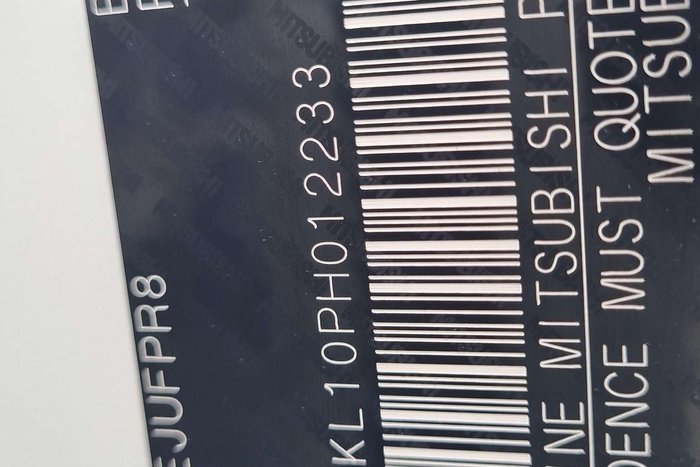 EJUFPR8
KL10PH012233
NE MITSUBISHI
DENCE MUST QUOTE
MITSUB